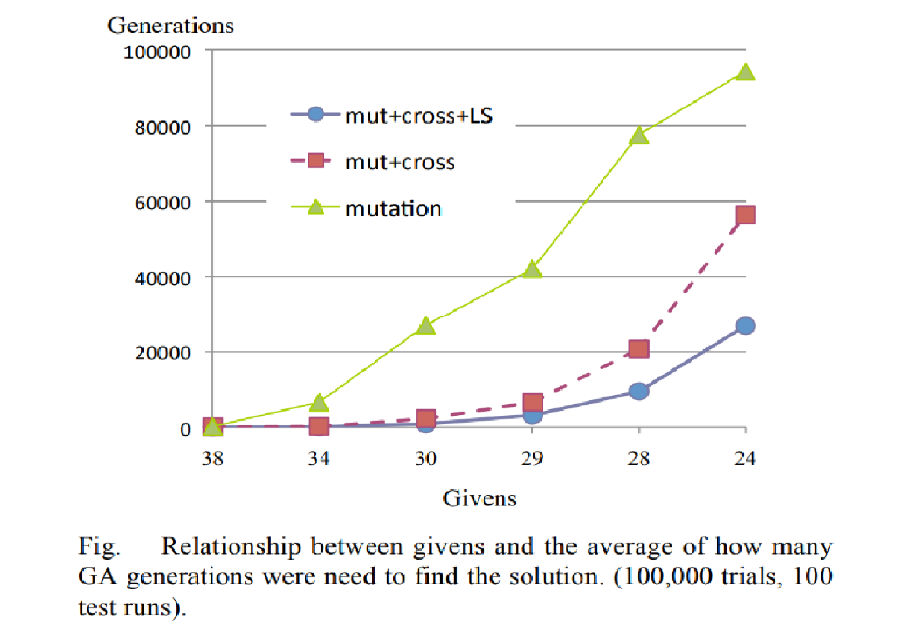 Generations
100000
80000
60000
40000
20000
0
mut+cross+LS
mut+cross
mutation
38 34 30 29 28 24
Givens
Fig. Relationship between givens and the average of how many
GA generations were need to find the solution. (100,000 trials, 100
test runs).